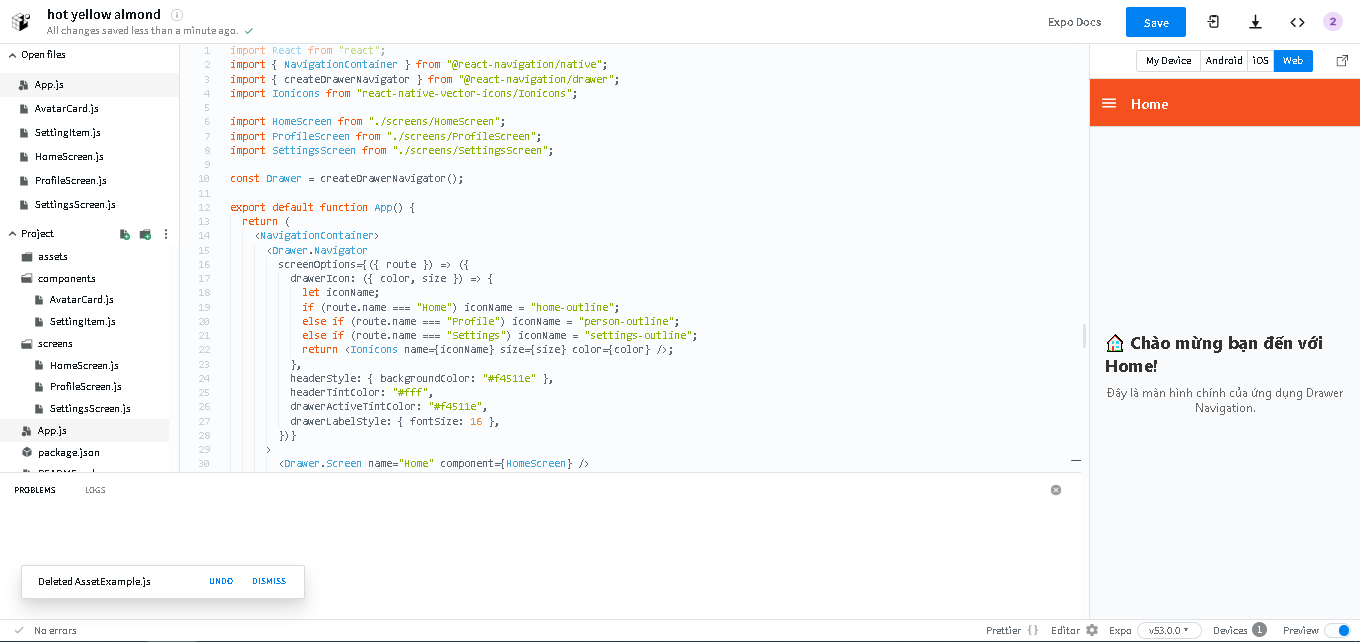 hot yellow almond
All changes saved less than a minute ago.
Expo Docs
Save
2
Open files
App.js
AvatarCard.js
SettingItem.js
HomeScreen.js
ProfileScreen.js
SettingsScreen.js
Project
assets
components
AvatarCard.js
SettingItem.js
screens
HomeScreen.js
ProfileScreen.js
SettingsScreen.js
App.js
package.json
1 import React from "react";
2 import { NavigationContainer } from "@react-navigation/native";
3 import { createDrawerNavigator } from "@react-navigation/drawer";
4 import Ionicons from "react-native-vector-icons/Ionicons";
5
6 import HomeScreen from "./screens/HomeScreen";
7 import ProfileScreen from "./screens/ProfileScreen";
8 import SettingsScreen from "./screens/SettingsScreen";
9
10 const Drawer = createDrawerNavigator();
11
12 export default function App() {
13 return (
14 <NavigationContainer>
15 <Drawer.Navigator
16 screenOptions={({ route }) => ({
17 drawerIcon: ({ color, size }) => {
18 let iconName;
19 if (route.name === "Home") iconName = "home-outline";
20 else if (route.name === "Profile") iconName = "person-outline";
21 else if (route.name === "Settings") iconName = "settings-outline";
22 return <Ionicons name={iconName} size={size} color={color} />;
23 },
24 headerStyle: { backgroundColor: "#f4511e" },
25 headerTintColor: "#fff",
26 drawerActiveTintColor: "#f4511e",
27 drawerLabelStyle: { fontSize: 16 },
28 })}
29 >
30 <Drawer.Screen name="Home" component={HomeScreen} />
My Device Android iOS Web
Home
Chào mừng bạn đến với
Home!
Đây là màn hình chính của ứng dụng Drawer
Navigation.
PROBLEMS LOGS
Deleted AssetExample.js UNDO DISMISS
No errors
Prettier {} Editor Expo v53.0.0 Devices 1 Preview